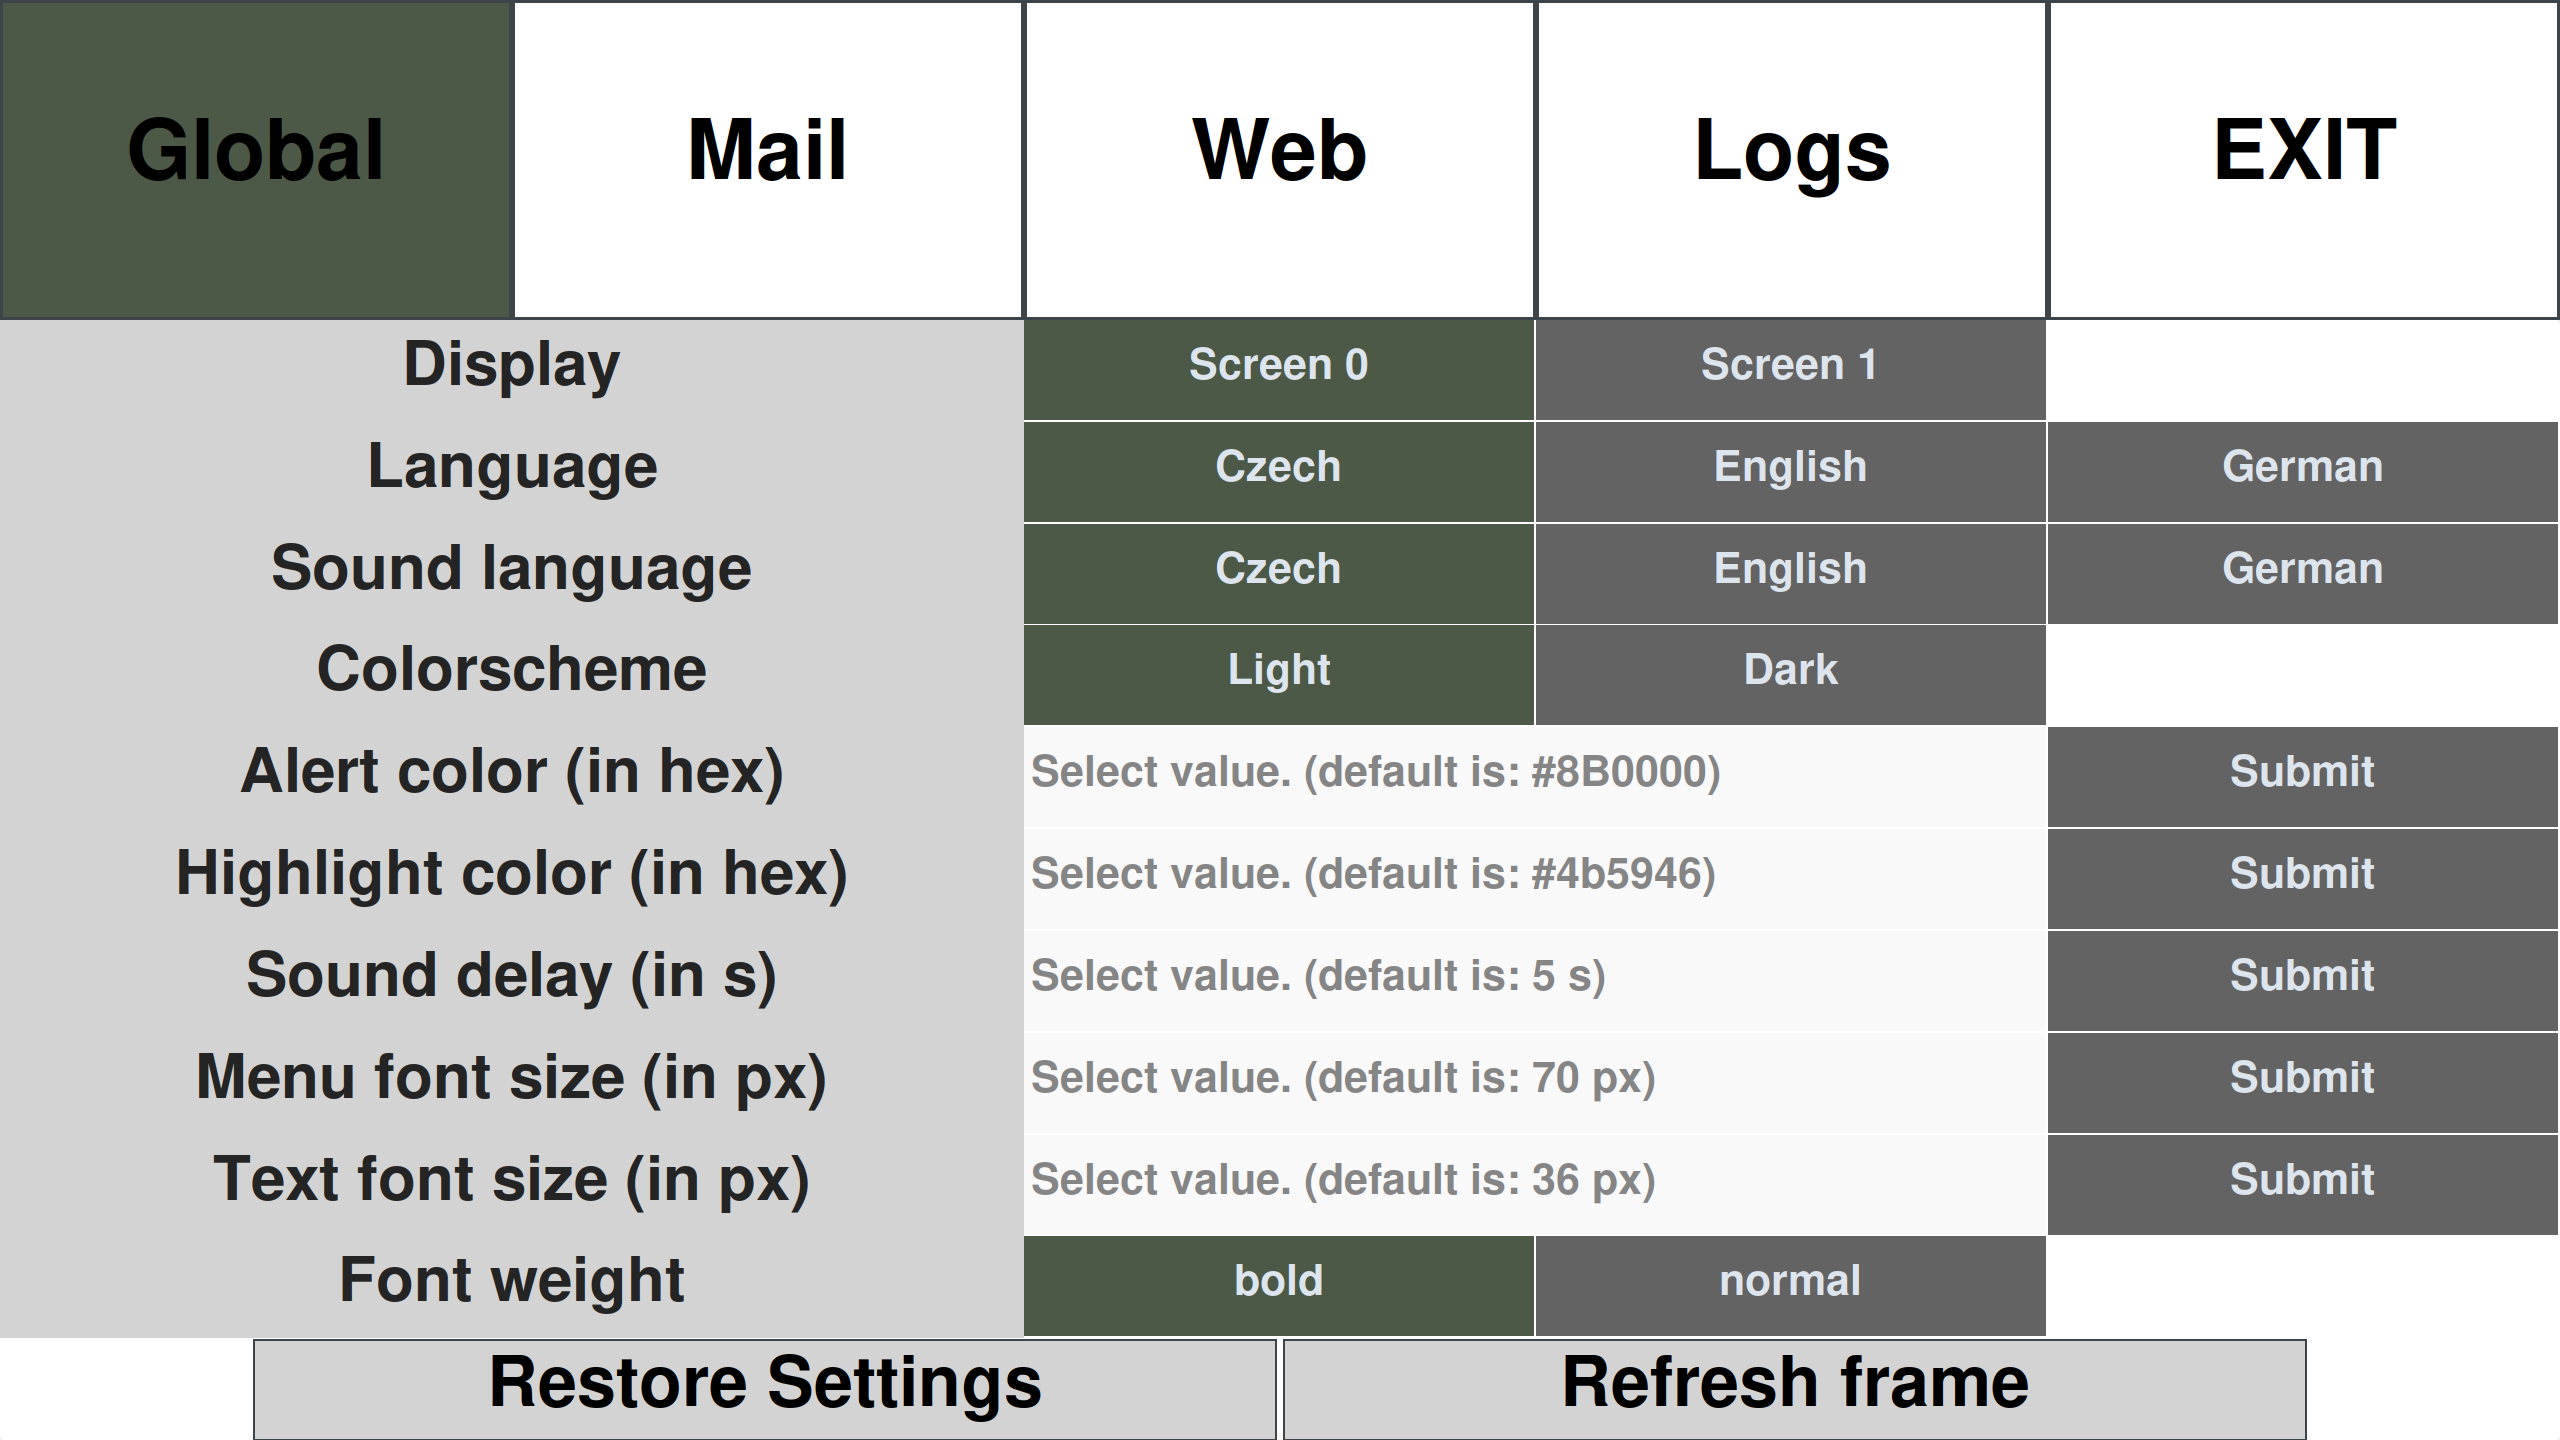 Global Mail Web Logs EXIT
Display Screen 0 Screen 1
Language Czech English German
Sound language Czech English German
Colorscheme Light Dark
Alert color (in hex) Select value. (default is: #8B0000) Submit
Highlight color (in hex) Select value. (default is: #4b5946) Submit
Sound delay (in s) Select value. (default is: 5 s) Submit
Menu font size (in px) Select value. (default is: 70 px) Submit
Text font size (in px) Select value. (default is: 36 px) Submit
Font weight bold normal
Restore Settings Refresh frame